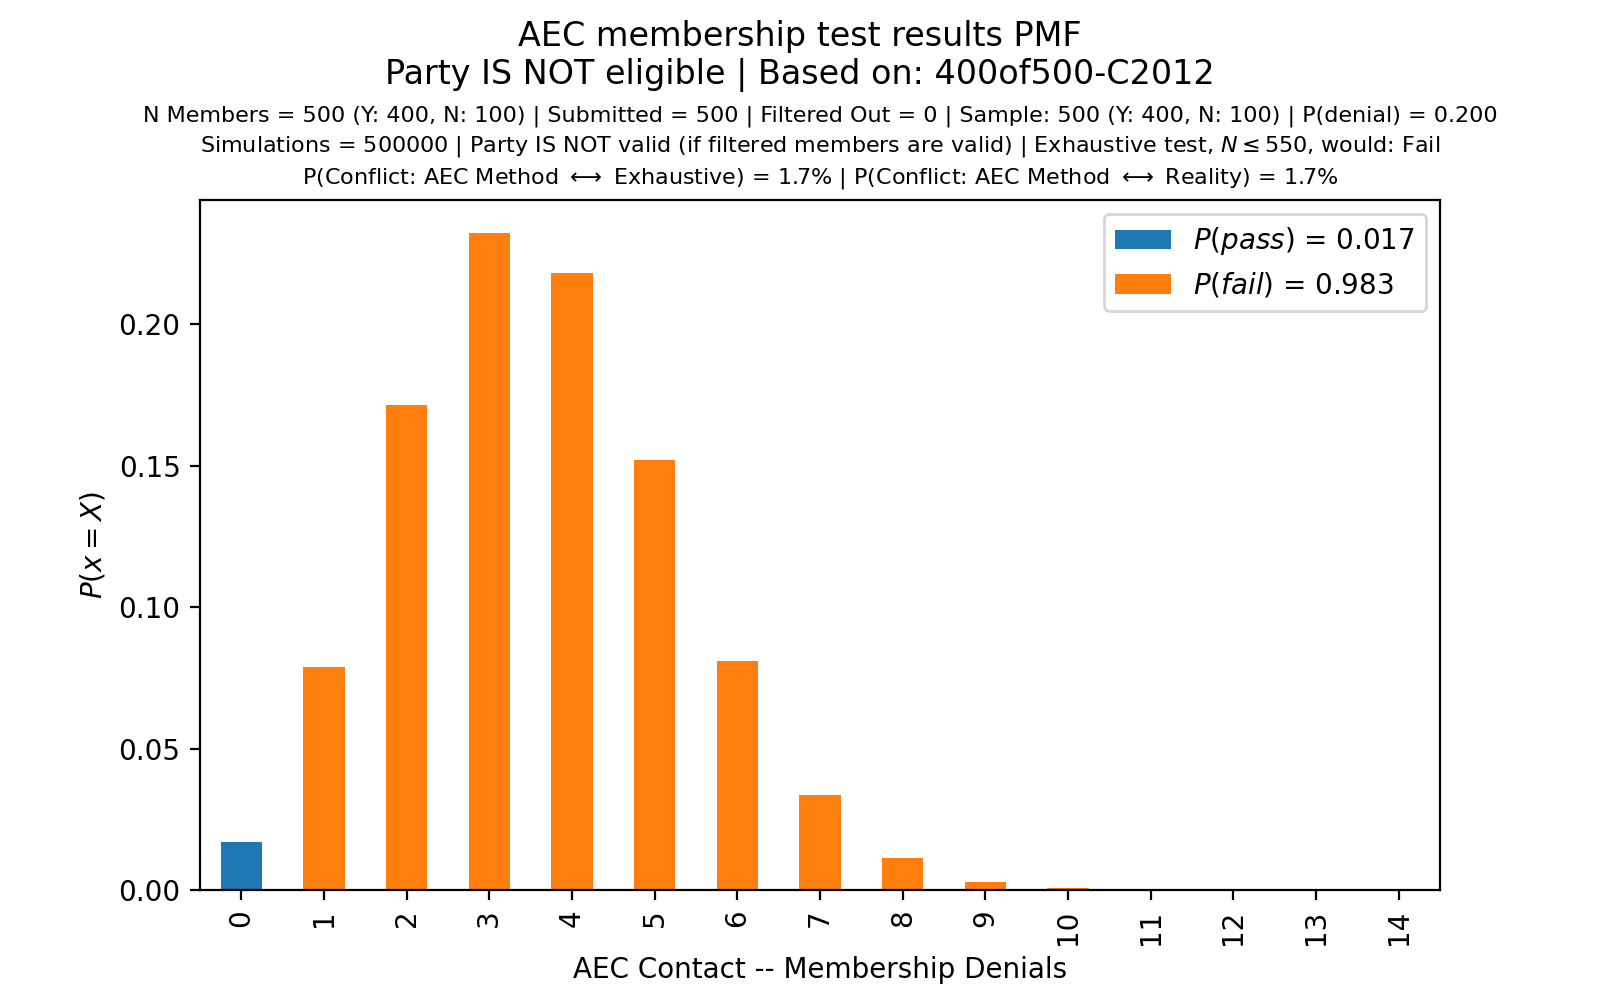 AEC membership test results PMF
Party IS NOT eligible | Based on: 400of500-C2012
N Members = 500 (Y: 400, N: 100) | Submitted = 500 | Filtered Out = 0 | Sample: 500 (Y: 400, N: 100) | P(denial) = 0.200
Simulations = 500000 | Party IS NOT valid (if filtered members are valid) | Exhaustive test, N ≤ 550, would: Fail
P(Conflict: AEC Method ⟷ Exhaustive) = 1.7% | P(Conflict: AEC Method ⟷ Reality) = 1.7%
P(pass) = 0.017
P(fail) = 0.983
P(x = X)
0.20
0.15
0.10
0.05
0.00
0 1 2 3 4 5 6 7 8 9 10 11 12 13 14
AEC Contact -- Membership Denials